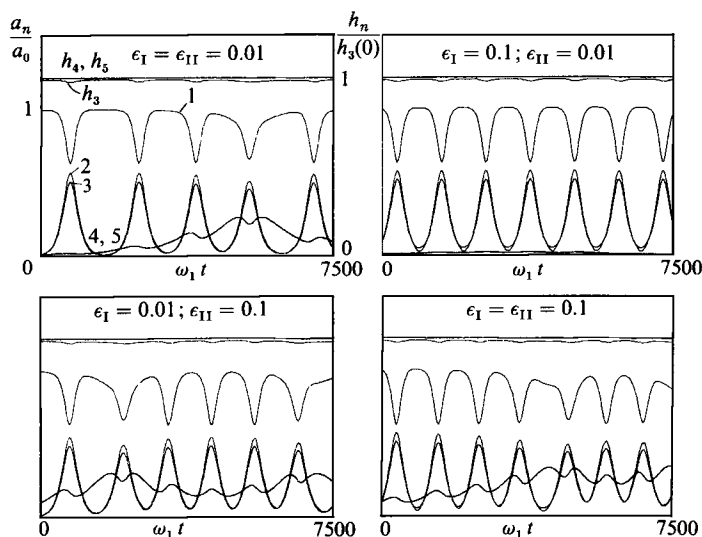 a_n/a_0
h_n/h_3(0)
ϵ_I = ϵ_II = 0.01
h_4, h_5
h_3
1
1
2
3
4, 5
0
ω_1 t
7500
ϵ_I = 0.1; ϵ_II = 0.01
1
0
0
ω_1 t
7500
ϵ_I = 0.01; ϵ_II = 0.1
0
ω_1 t
7500
ϵ_I = ϵ_II = 0.1
0
ω_1 t
7500